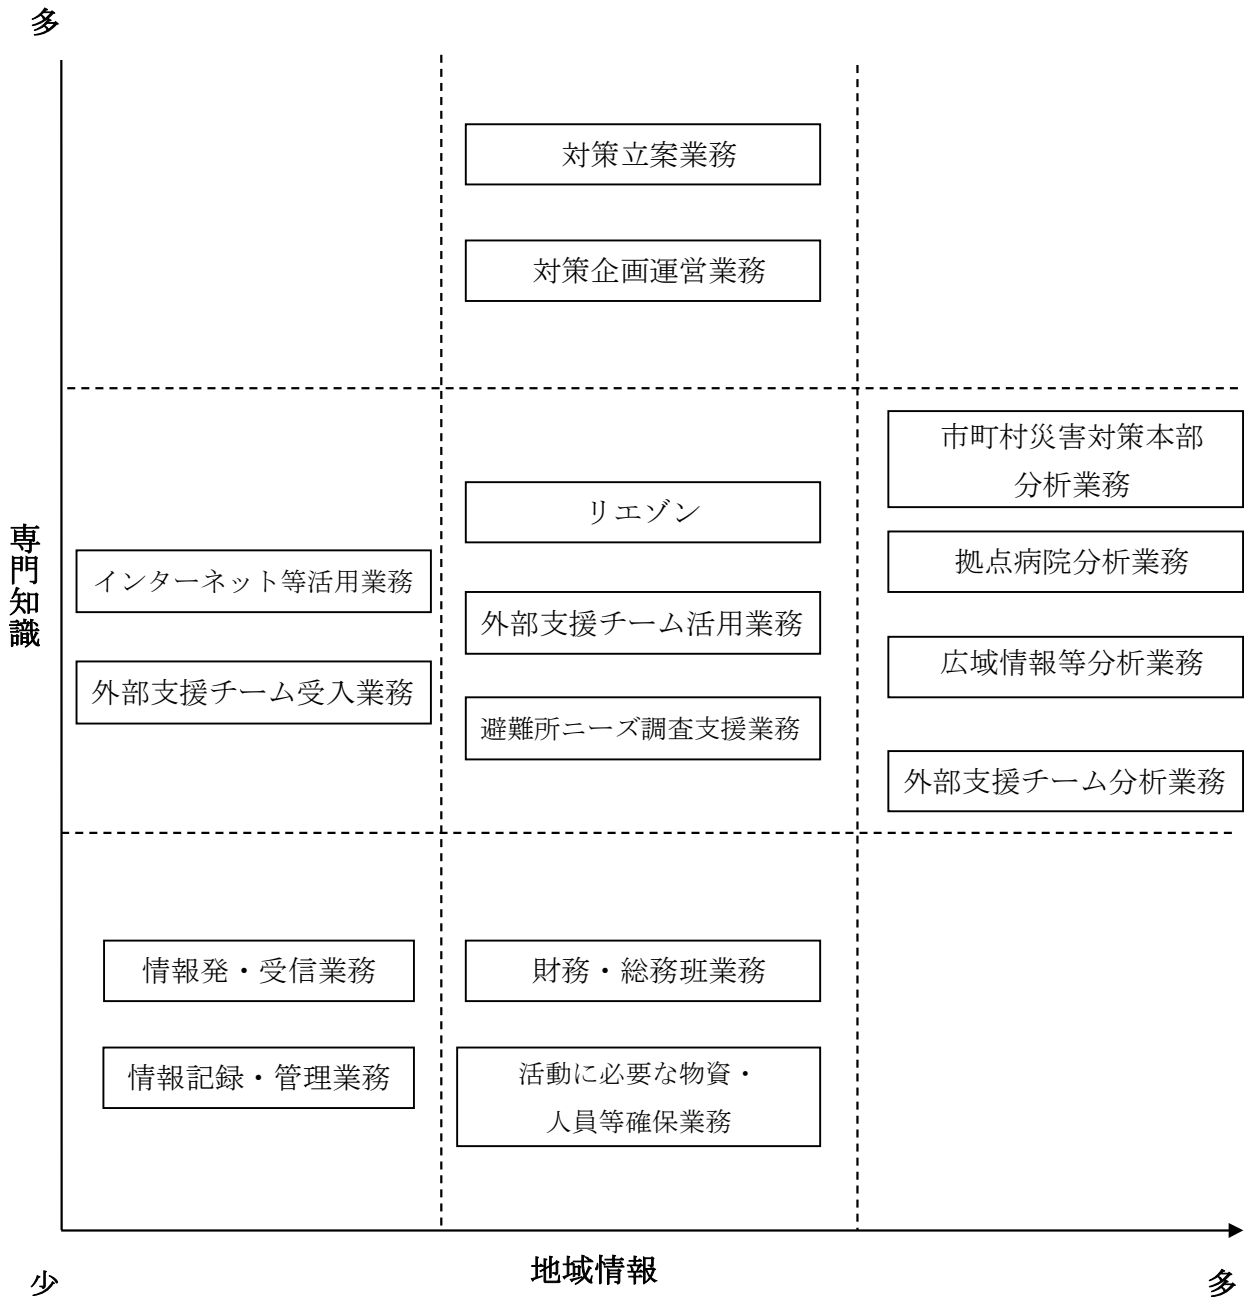 多
対策立案業務
対策企画運営業務
市町村災害対策本部
分析業務
リエゾン
拠点病院分析業務
専門知識
インターネット等活用業務
外部支援チーム活用業務
広域情報等分析業務
外部支援チーム受入業務
避難所ニーズ調査支援業務
外部支援チーム分析業務
情報発・受信業務
財務・総務班業務
情報記録・管理業務
活動に必要な物資・
人員等確保業務
少
地域情報
多